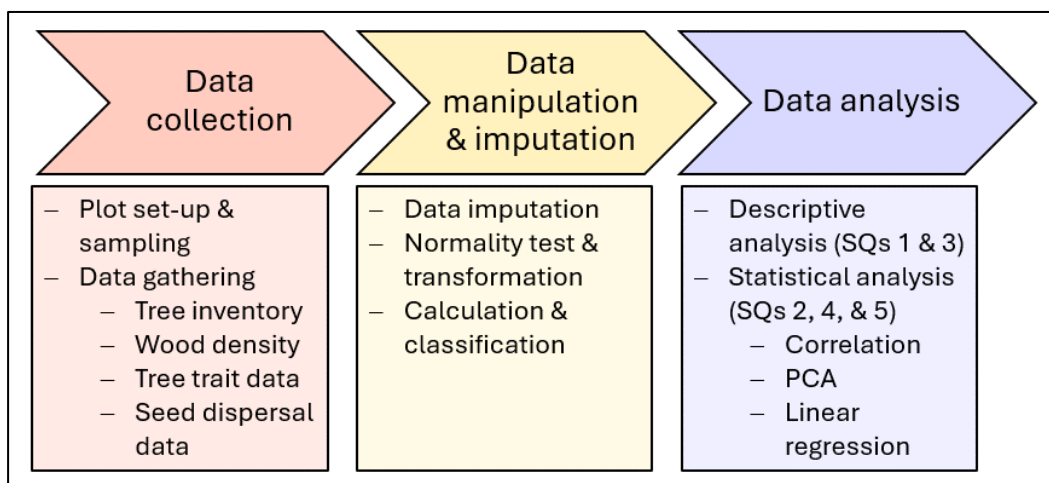 Data
collection
Data
manipulation
& imputation
Data analysis
– Plot set-up &
sampling
– Data gathering
– Tree inventory
– Wood density
– Tree trait data
– Seed dispersal
data
– Data imputation
– Normality test &
transformation
– Calculation &
classification
– Descriptive
analysis (SQs 1 & 3)
– Statistical analysis
(SQs 2, 4, & 5)
– Correlation
– PCA
– Linear
regression